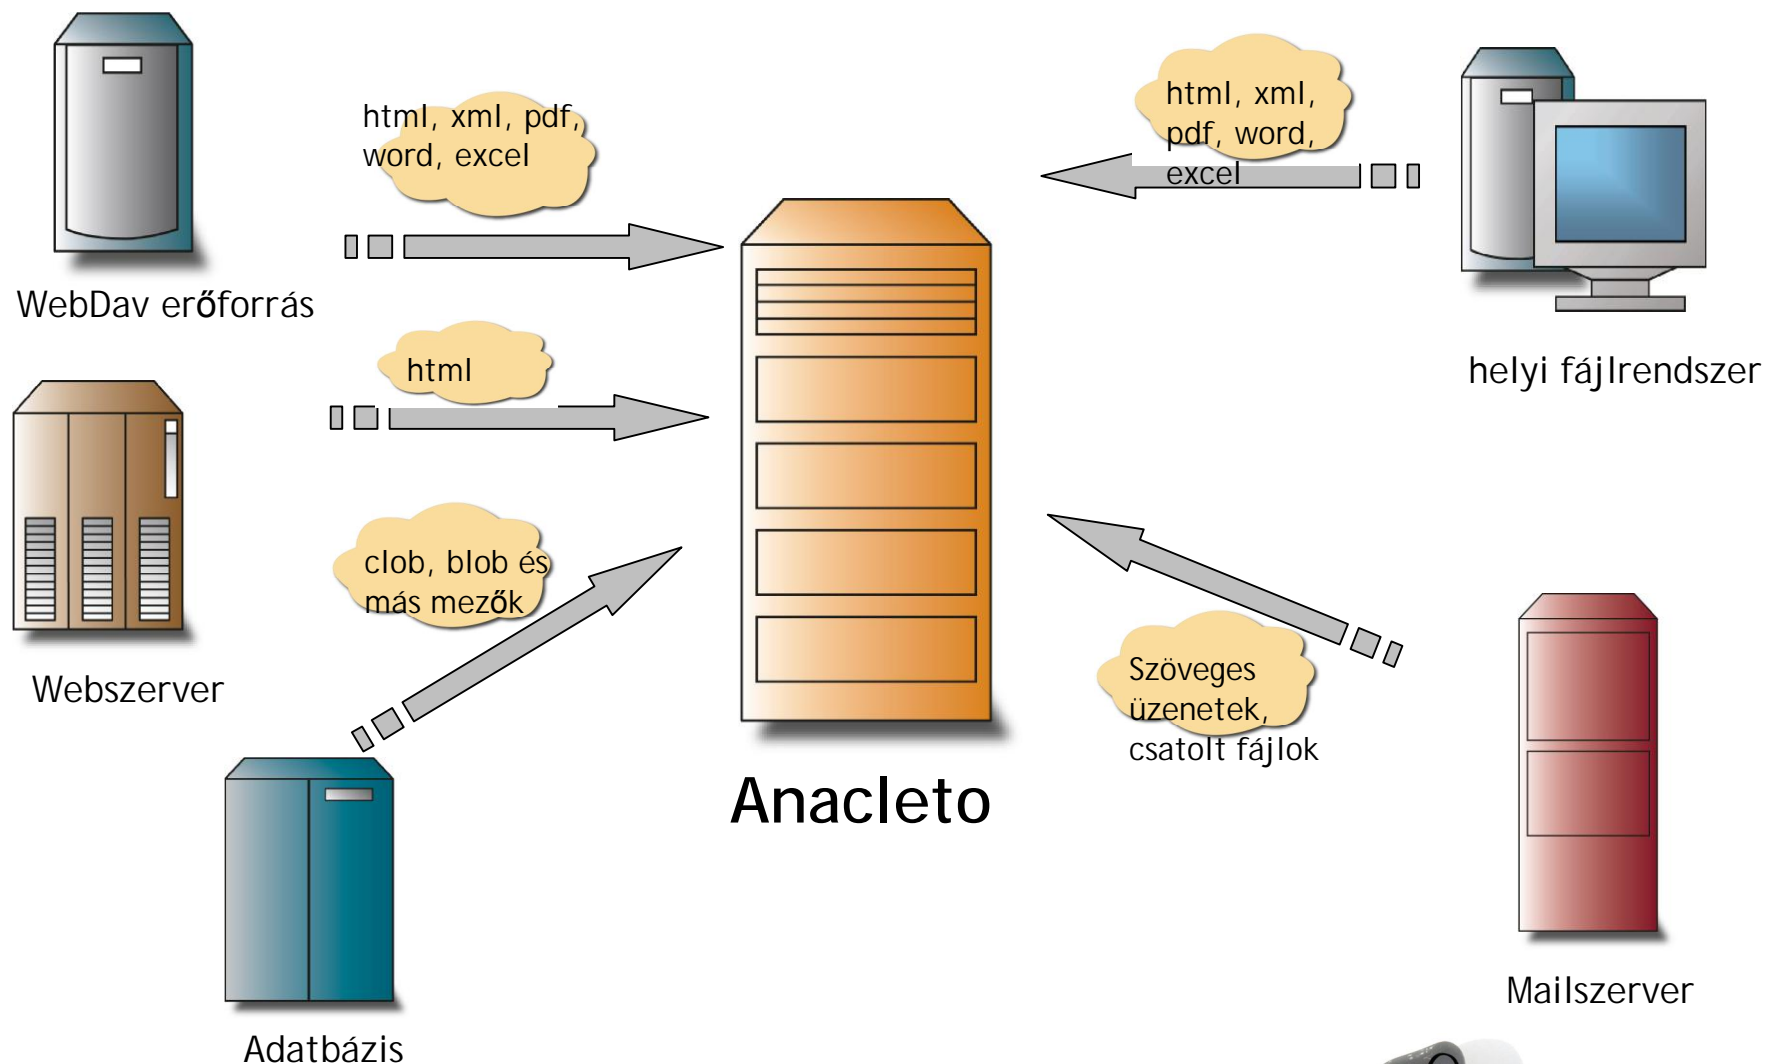 html, xml, pdf,
word, excel
WebDav erőforrás
html
Webszerver
clob, blob és
más mezők
Adatbázis
Anacleto
html, xml,
pdf, word,
excel
helyi fájlrendszer
Szöveges
üzenetek,
csatolt fájlok
Mailszerver